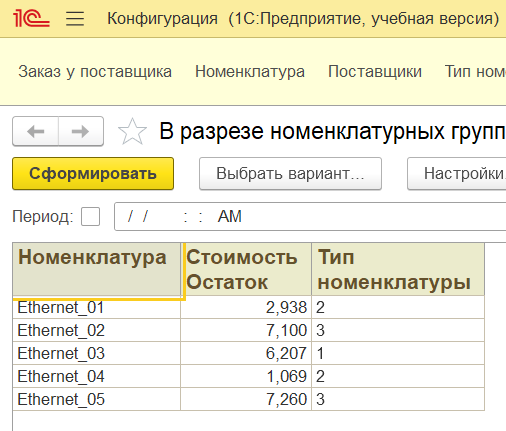 1С Конфигурация (1С:Предприятие, учебная версия)
Заказ у поставщика Номенклатура Поставщики Тип ном
В разрезе номенклатурных групп
Сформировать Выбрать вариант... Настройки
Период: / / : : AM
Номенклатура Стоимость Остаток Тип номенклатуры
Ethernet_01 2,938 2
Ethernet_02 7,100 3
Ethernet_03 6,207 1
Ethernet_04 1,069 2
Ethernet_05 7,260 3